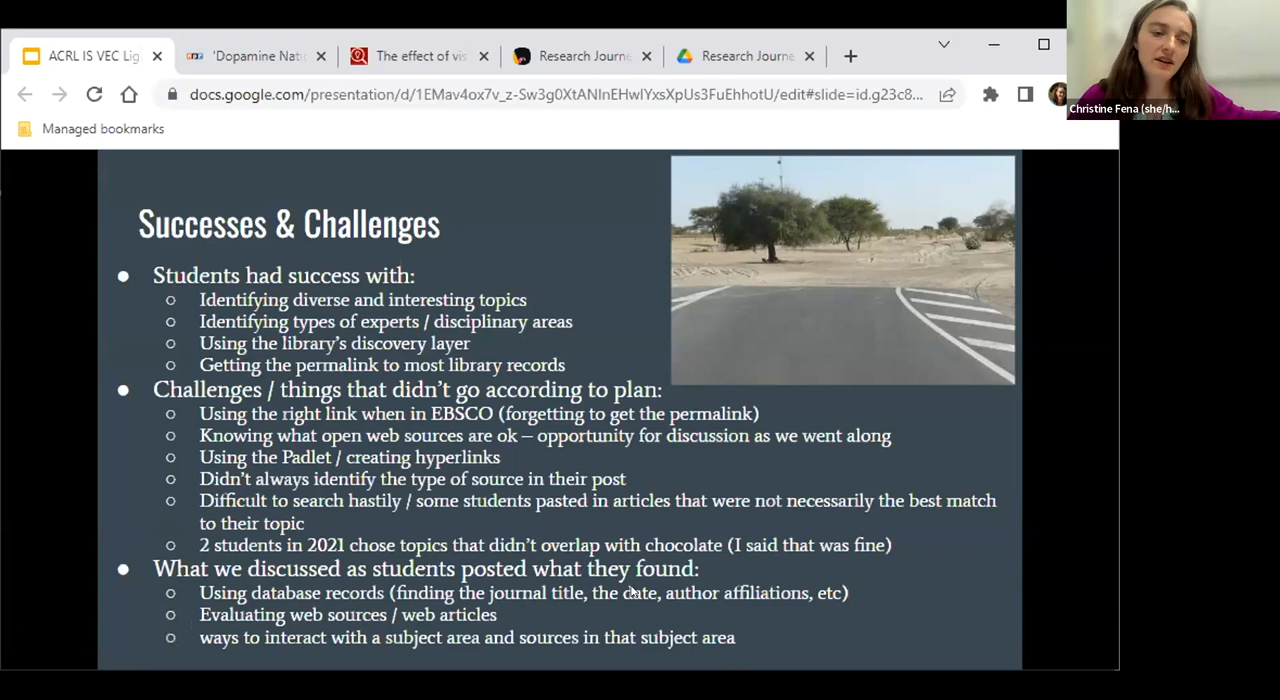 ACRL IS VEC Lig
'Dopamine Nati
The effect of vis
Research Journe
Research Journe
docs.google.com/presentation/d/1EMav4ox7v_z-Sw3g0XtANInEHwIYxsXpUs3FuEhhotU/edit#slide=id.g23c8...
Christine Fena (she/h...
Managed bookmarks
Successes & Challenges
● Students had success with:
○ Identifying diverse and interesting topics
○ Identifying types of experts / disciplinary areas
○ Using the library's discovery layer
○ Getting the permalink to most library records
● Challenges / things that didn't go according to plan:
○ Using the right link when in EBSCO (forgetting to get the permalink)
○ Knowing what open web sources are ok – opportunity for discussion as we went along
○ Using the Padlet / creating hyperlinks
○ Didn't always identify the type of source in their post
○ Difficult to search hastily / some students pasted in articles that were not necessarily the best match
to their topic
○ 2 students in 2021 chose topics that didn't overlap with chocolate (I said that was fine)
● What we discussed as students posted what they found:
○ Using database records (finding the journal title, the date, author affiliations, etc)
○ Evaluating web sources / web articles
○ ways to interact with a subject area and sources in that subject area